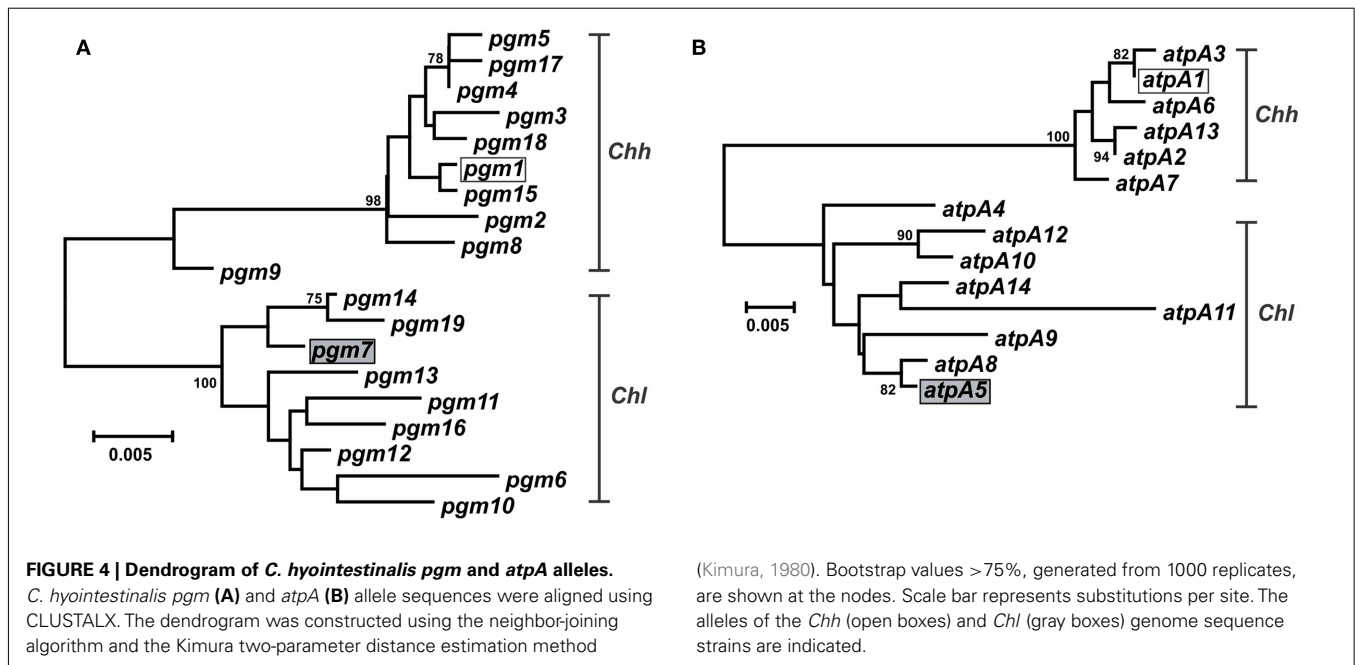 A
pgm5
78
pgm17
pgm4
pgm3
pgm18
Chh
pgm1
pgm15
98
pgm2
pgm8
pgm9
pgm14
75
pgm19
pgm7
100
pgm13
pgm11
Chl
pgm16
0.005
pgm12
pgm6
pgm10
B
82
atpA3
atpA1
atpA6
Chh
100
atpA13
94
atpA2
atpA7
atpA4
90
atpA12
atpA10
atpA14
0.005
atpA11
Chl
atpA9
atpA8
82
atpA5
FIGURE 4 | Dendrogram of C. hyointestinalis pgm and atpA alleles.
C. hyointestinalis pgm (A) and atpA (B) allele sequences were aligned using
CLUSTALX. The dendrogram was constructed using the neighbor-joining
algorithm and the Kimura two-parameter distance estimation method
(Kimura, 1980). Bootstrap values >75%, generated from 1000 replicates,
are shown at the nodes. Scale bar represents substitutions per site. The
alleles of the Chh (open boxes) and Chl (gray boxes) genome sequence
strains are indicated.